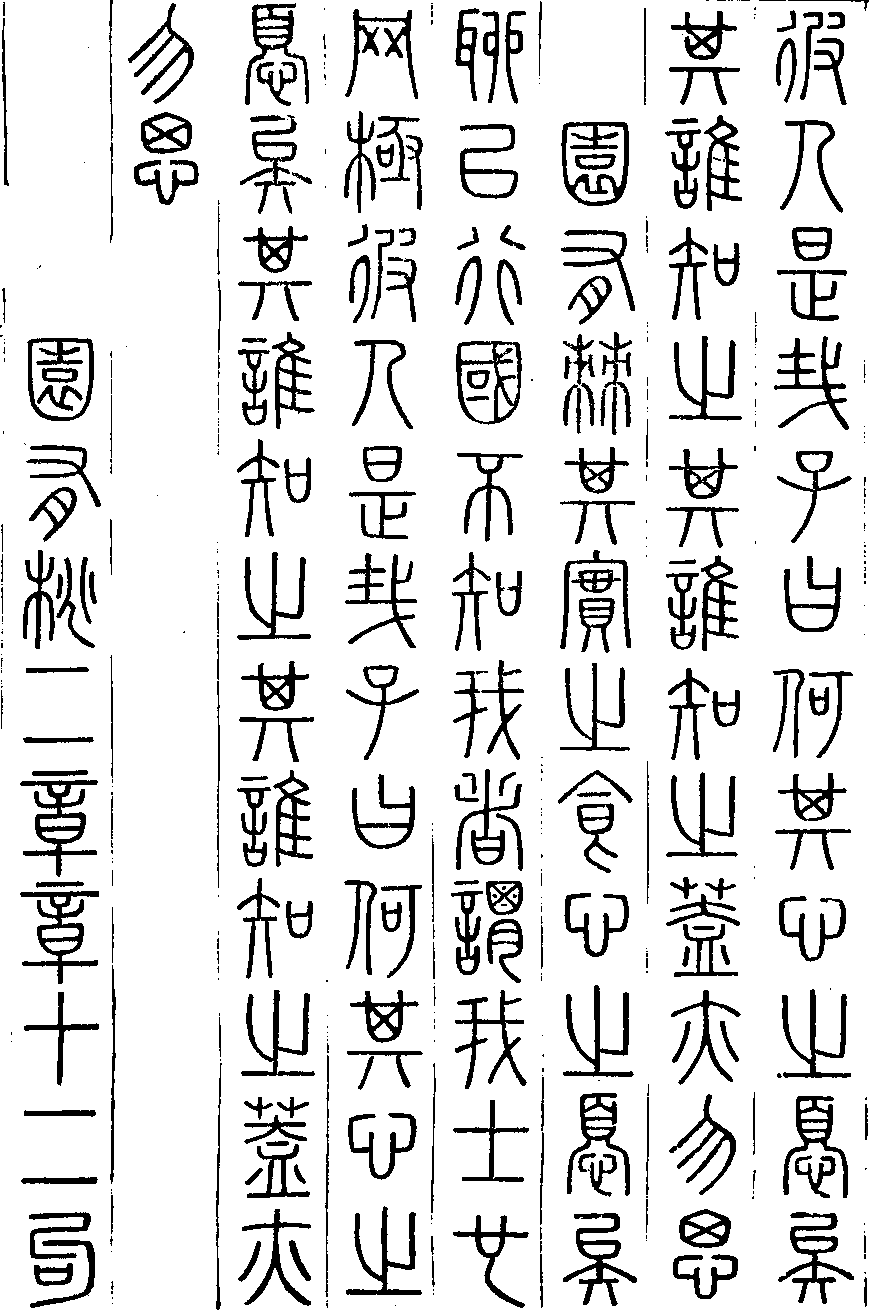 彼人是哉子曰何其心之憂矣
其誰知之其誰知之蓋亦勿思
園有棘其實之食心之憂矣
聊以行國不知我者謂我士也
罔極彼人是哉子曰何其心之
憂矣其誰知之其誰知之蓋亦
勿思
園有桃二章章十二句